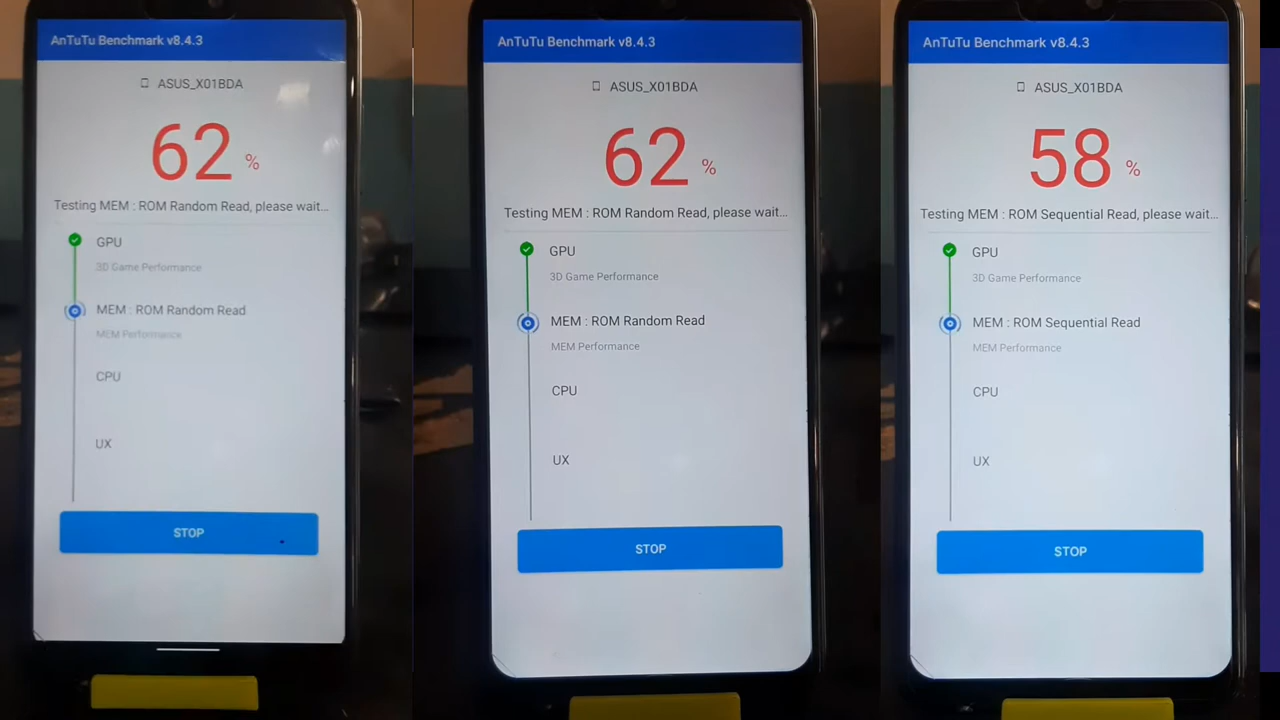 AnTuTu Benchmark v8.4.3
ASUS_X01BDA
62 %
Testing MEM : ROM Random Read, please wait...
GPU
3D Game Performance
MEM : ROM Random Read
MEM Performance
CPU
UX
STOP
AnTuTu Benchmark v8.4.3
ASUS_X01BDA
62 %
Testing MEM : ROM Random Read, please wait...
GPU
3D Game Performance
MEM : ROM Random Read
MEM Performance
CPU
UX
STOP
AnTuTu Benchmark v8.4.3
ASUS_X01BDA
58 %
Testing MEM : ROM Sequential Read, please wait...
GPU
3D Game Performance
MEM : ROM Sequential Read
MEM Performance
CPU
UX
STOP